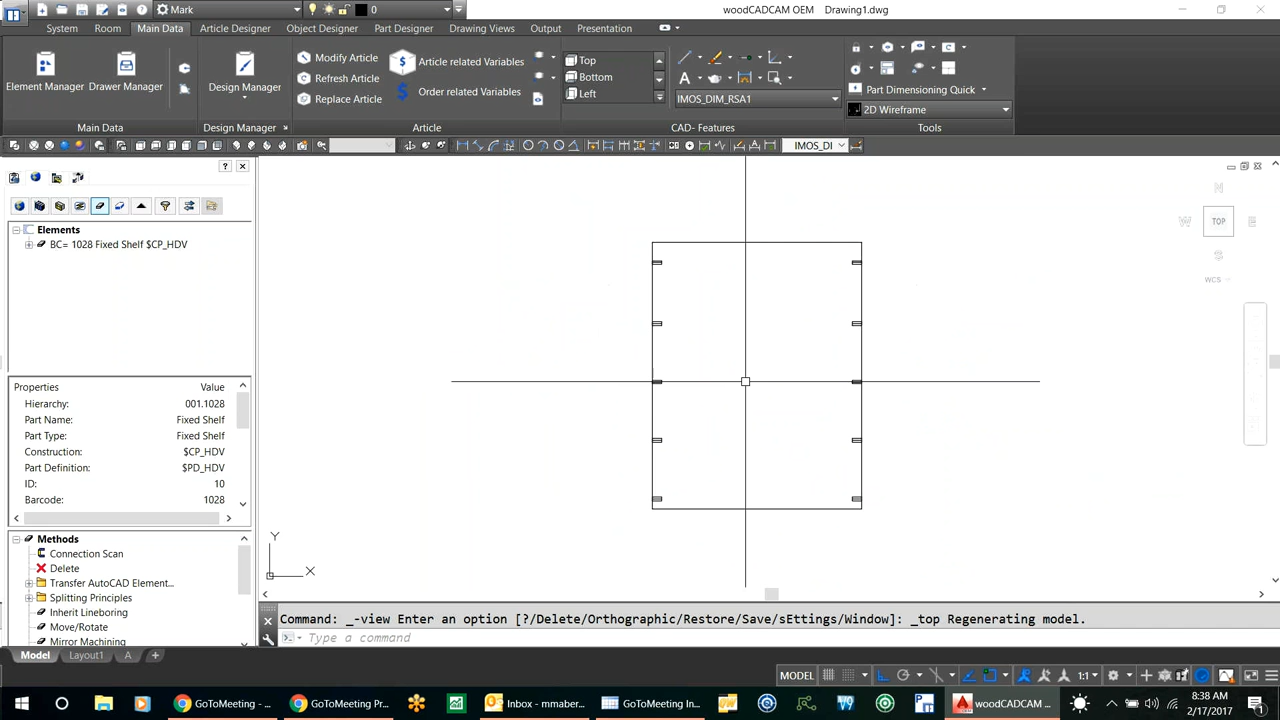 woodCADCAM OEM Drawing1.dwg
Mark
0
System
Room
Main Data
Article Designer
Object Designer
Part Designer
Drawing Views
Output
Presentation
Element Manager
Drawer Manager
Design Manager
Modify Article
Refresh Article
Replace Article
Article related Variables
Order related Variables
Top
Bottom
Left
IMOS_DIM_RSA1
Part Dimensioning Quick
2D Wireframe
Main Data
Design Manager
Article
CAD- Features
Tools
IMOS_DI
Elements
BC= 1028 Fixed Shelf $CP_HDV
Properties Value
Hierarchy: 001.1028
Part Name: Fixed Shelf
Part Type: Fixed Shelf
Construction: $CP_HDV
Part Definition: $PD_HDV
ID: 10
Barcode: 1028
Methods
Connection Scan
Delete
Transfer AutoCAD Element...
Splitting Principles
Inherit Lineboring
Move/Rotate
Mirror Machining
N
W TOP E
S
WCS
Y
X
Command: _-view Enter an option [?/Delete/Orthographic/Restore/Save/sEttings/Window]: _top Regenerating model.
Type a command
Model
Layout1
A
MODEL
1:1
GoToMeeting - ...
GoToMeeting Pr...
Inbox - mmaber...
GoToMeeting In...
woodCADCAM ...
8:38 AM
2/17/2017